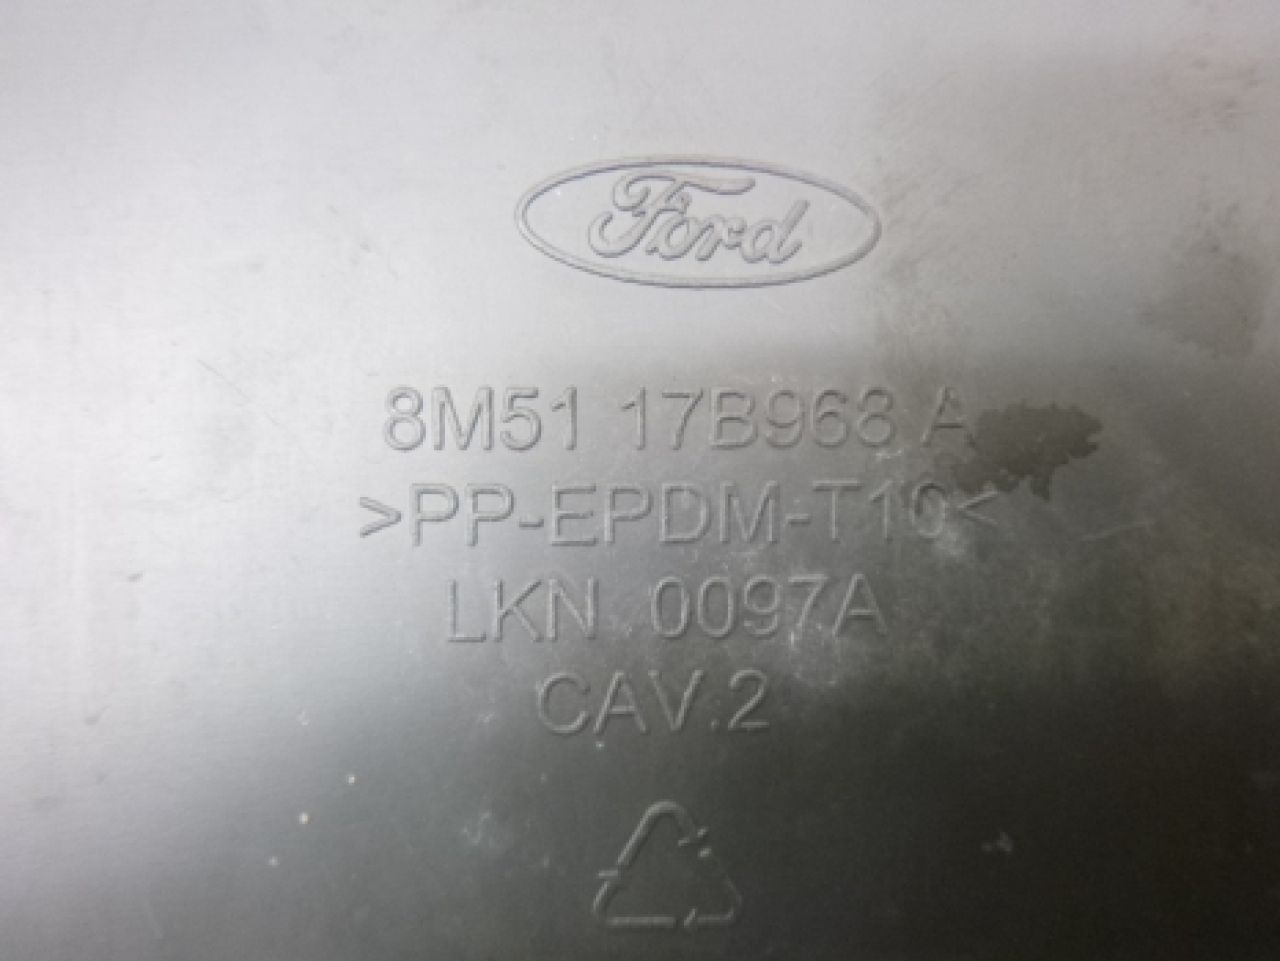 Ford
8M51 17B968 A
>PP-EPDM-T10<
LKN 0097A
CAV.2